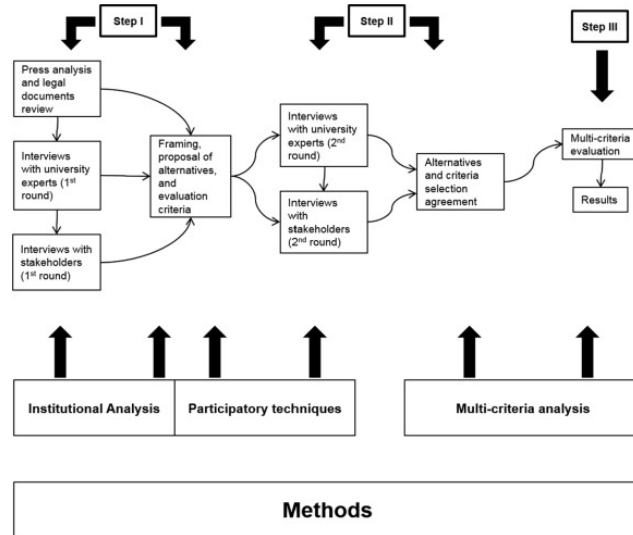 Step I
Step II
Step III
Press analysis
and legal
documents
review
Interviews
with university
experts (1st
round)
Interviews with
stakeholders
(1st round)
Framing,
proposal of
alternatives,
and
evaluation
criteria
Interviews with
university
experts (2nd
round)
Interviews
with
stakeholders
(2nd round)
Alternatives
and criteria
selection
agreement
Multi-criteria
evaluation
Results
Institutional Analysis
Participatory techniques
Multi-criteria analysis
Methods